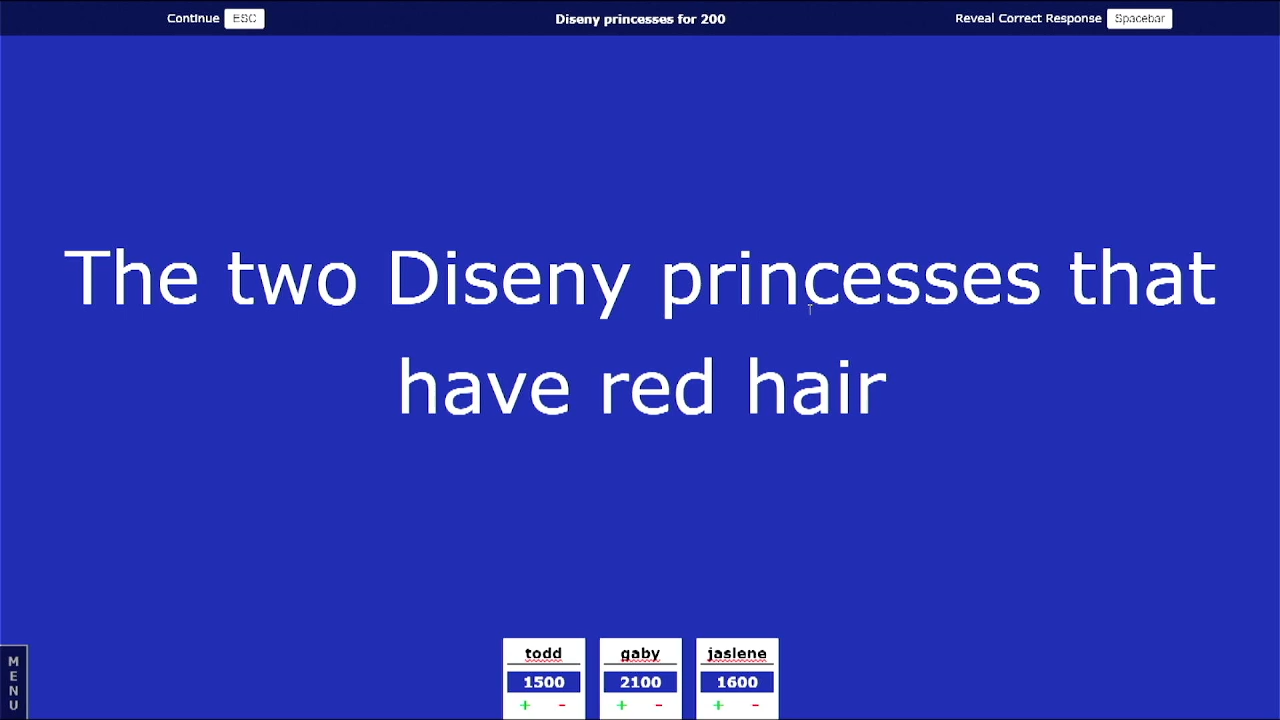 Continue ESC Diseny princesses for 200 Reveal Correct Response Spacebar
The two Diseny princesses that
have red hair
MENU
todd gaby jaslene
1500 2100 1600
+ - + - + -